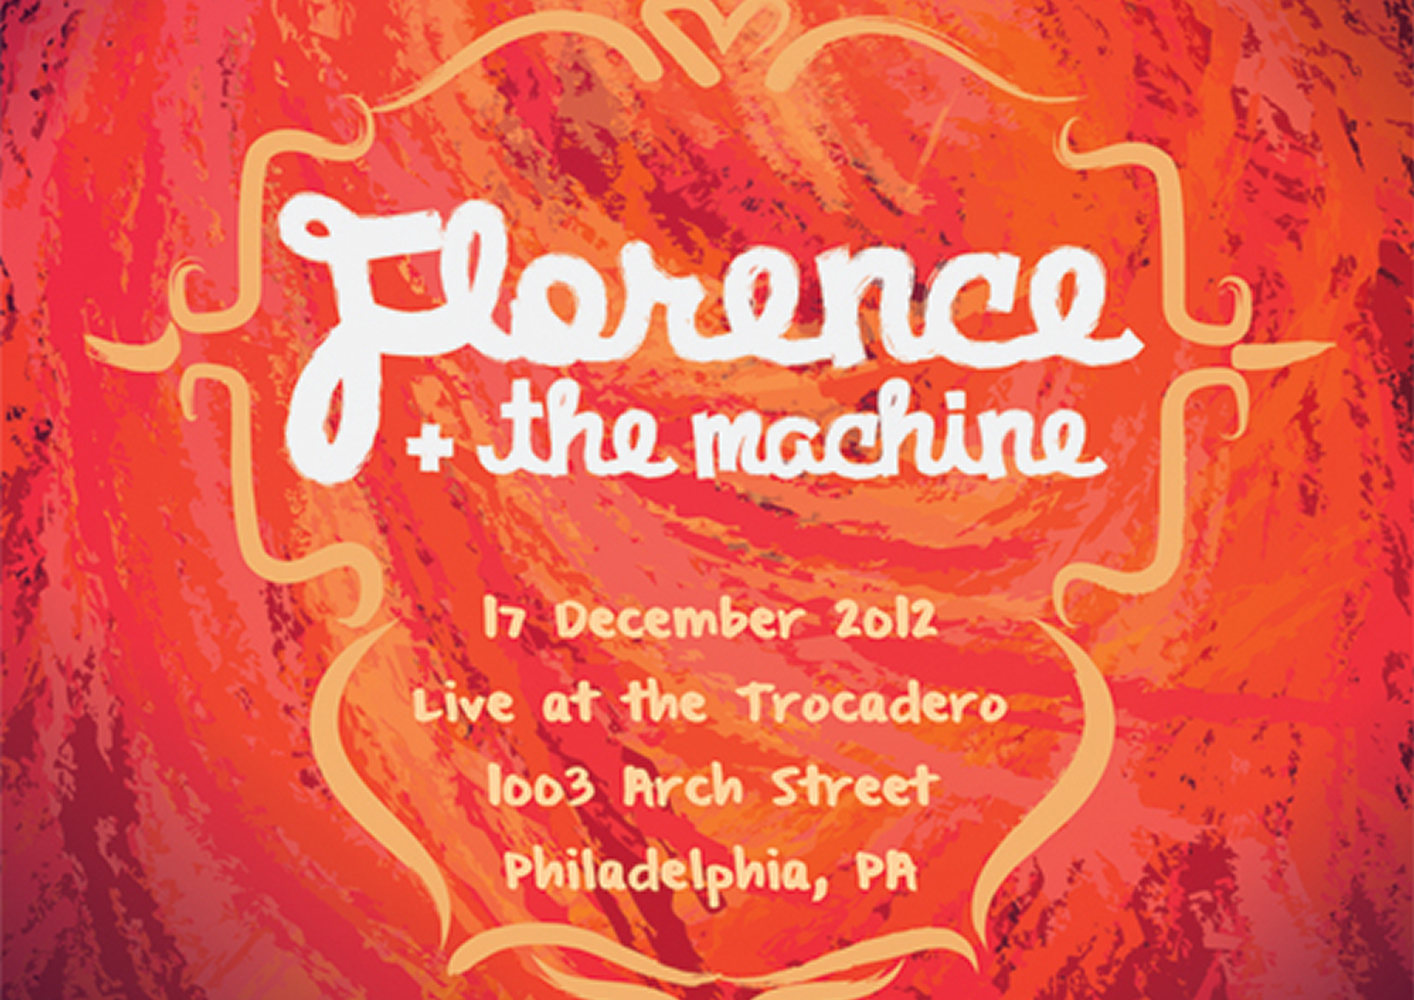 Florence
+ the machine
17 December 2012
Live at the Trocadero
1003 Arch Street
Philadelphia, PA